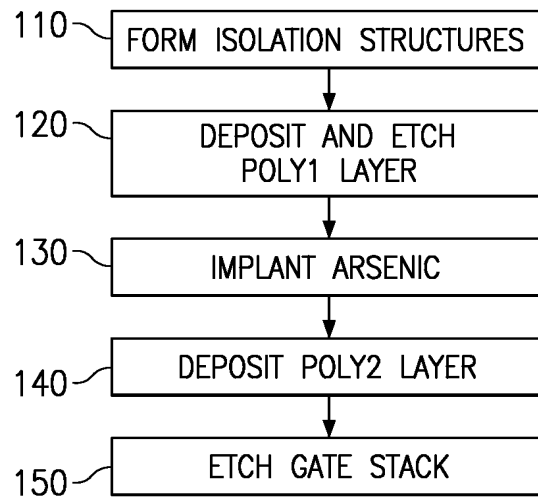 110
FORM ISOLATION STRUCTURES
120
DEPOSIT AND ETCH
POLY1 LAYER
130
IMPLANT ARSENIC
140
DEPOSIT POLY2 LAYER
150
ETCH GATE STACK